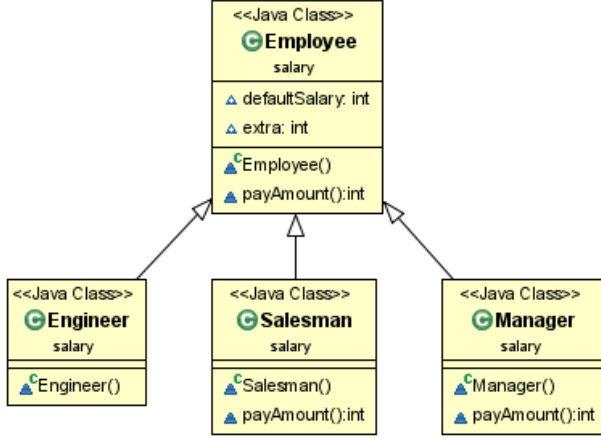 <<Java Class>>
Employee
salary
defaultSalary: int
extra: int
Employee()
payAmount():int
<<Java Class>>
Engineer
salary
Engineer()
<<Java Class>>
Salesman
salary
Salesman()
payAmount():int
<<Java Class>>
Manager
salary
Manager()
payAmount():int